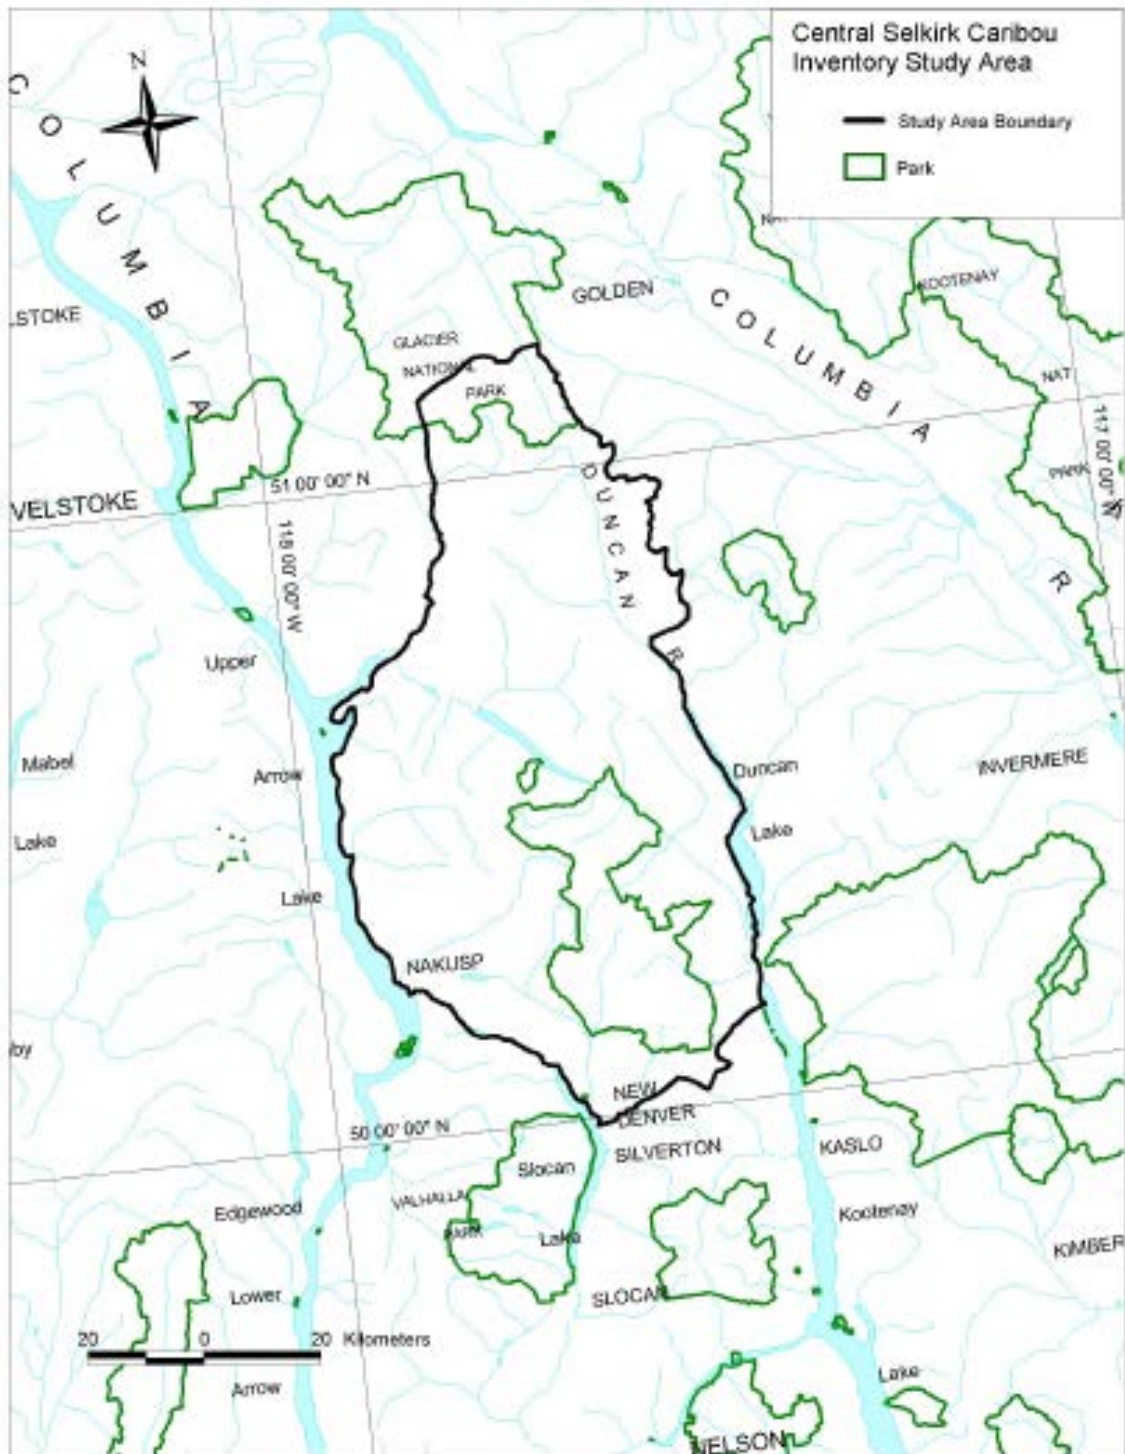 Central Selkirk Caribou
Inventory Study Area
Study Area Boundary
Park
N
COLUMBIA
LSTOKE
GOLDEN
COLUMBIA
R
KOOTENAY
NAT
PARK
GLACIER
NATIONAL
PARK
51 00' 00" N
VELSTOKE
118 00' 00" W
117 00' 00"
DUNCAN
R
Upper
Arrow
Lake
Mabel
Lake
Duncan
Lake
INVERMERE
NAKUSP
by
NEW
DENVER
50 00' 00" N
SILVERTON
KASLO
Slocan
Lake
VALHALLA
PARK
Edgewood
Kootenay
Lake
KIMBER
Lower
Arrow
SLOCAN
20 0 20 Kilometers
NELSON